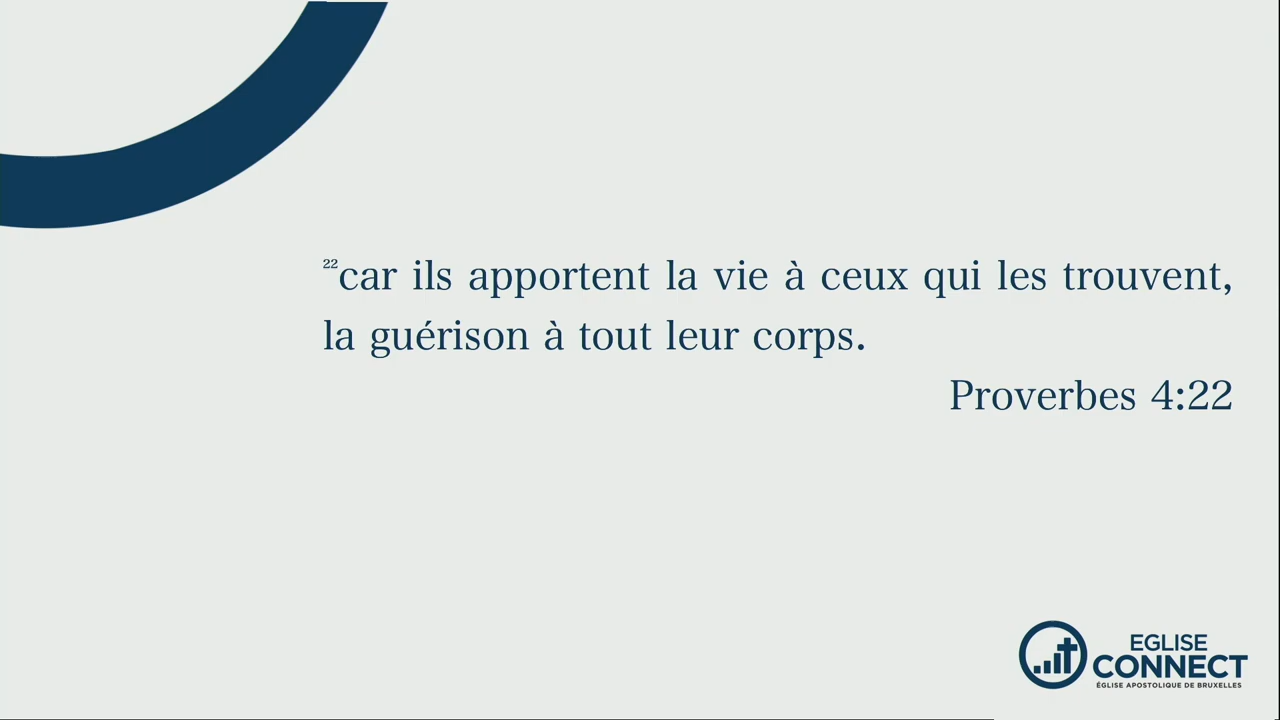 ²²car ils apportent la vie à ceux qui les trouvent,
la guérison à tout leur corps.
Proverbes 4:22
EGLISE
CONNECT
ÉGLISE APOSTOLIQUE DE BRUXELLES